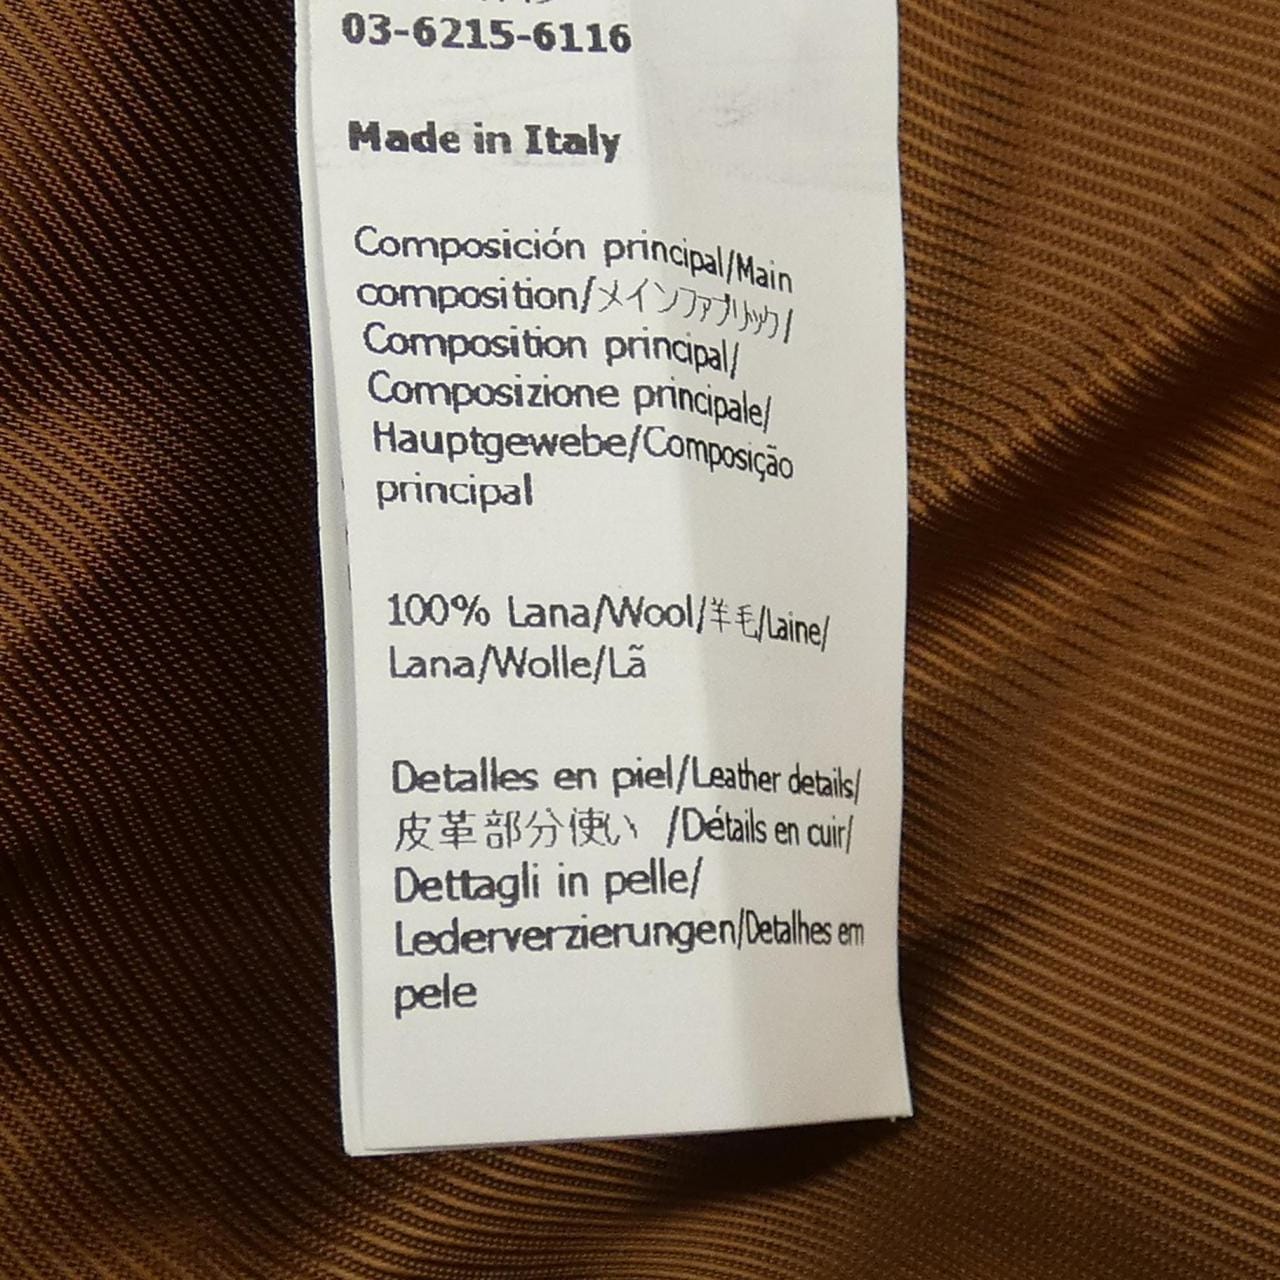 03-6215-6116
Made in Italy
Composición principal/Main
composition/メインファブリック/
Composition principal/
Composizione principale/
Hauptgewebe/Composição
principal
100% Lana/Wool/羊毛/Laine/
Lana/Wolle/Lã
Detalles en piel/Leather details/
皮革部分使い /Détails en cuir/
Dettagli in pelle/
Lederverzierungen/Detalhes em
pele